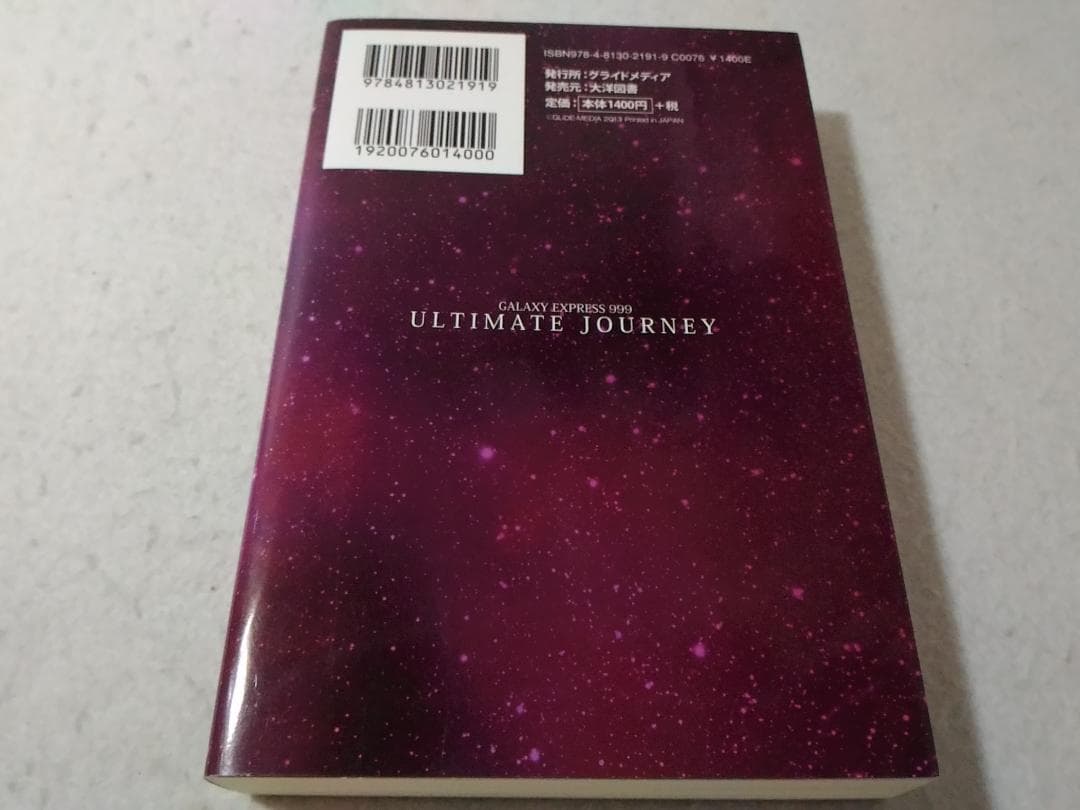 9784813021919
1920076014000
ISBN978-4-8130-2191-9 C0076 ¥1400E
発行所：グライドメディア
発売元：大洋図書
定価：本体1400円+税
©GLIDE-MEDIA 2013 Printed in JAPAN
GALAXY EXPRESS 999
ULTIMATE JOURNEY